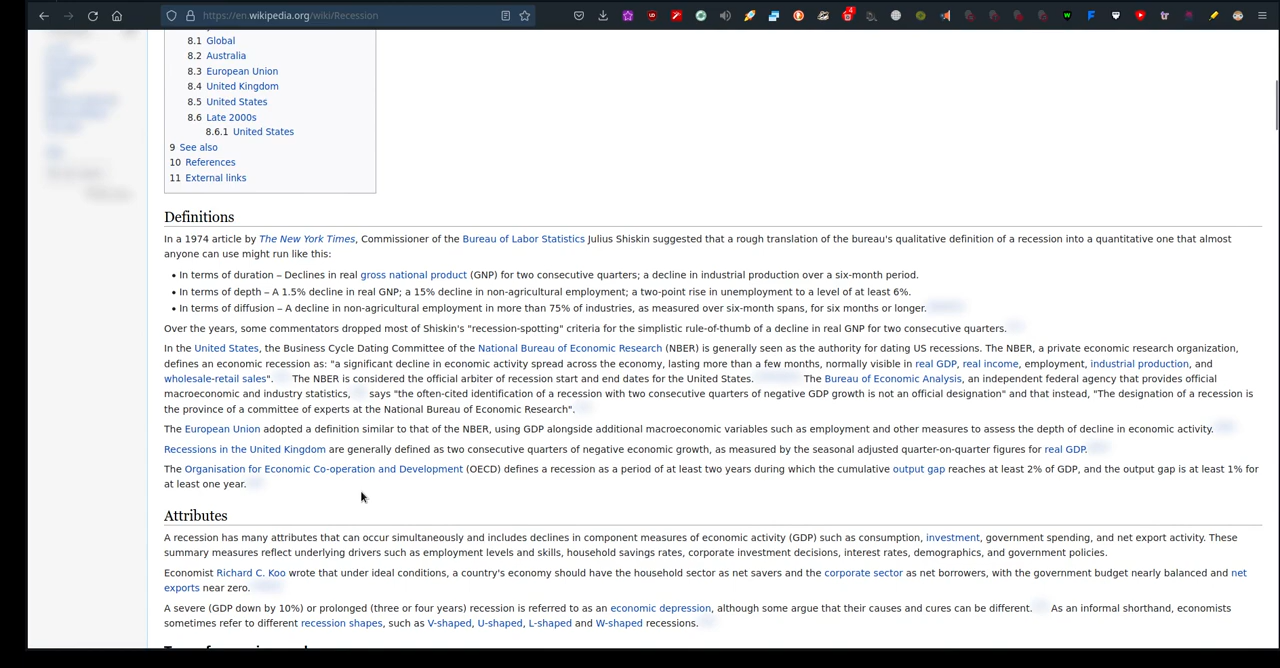 https://en.wikipedia.org/wiki/Recession
4
8.1 Global
8.2 Australia
8.3 European Union
8.4 United Kingdom
8.5 United States
8.6 Late 2000s
8.6.1 United States
9 See also
10 References
11 External links
Definitions
In a 1974 article by The New York Times, Commissioner of the Bureau of Labor Statistics Julius Shiskin suggested that a rough translation of the bureau's qualitative definition of a recession into a quantitative one that almost
anyone can use might run like this:
• In terms of duration – Declines in real gross national product (GNP) for two consecutive quarters; a decline in industrial production over a six-month period.
• In terms of depth – A 1.5% decline in real GNP; a 15% decline in non-agricultural employment; a two-point rise in unemployment to a level of at least 6%.
• In terms of diffusion – A decline in non-agricultural employment in more than 75% of industries, as measured over six-month spans, for six months or longer.
Over the years, some commentators dropped most of Shiskin's "recession-spotting" criteria for the simplistic rule-of-thumb of a decline in real GNP for two consecutive quarters.
In the United States, the Business Cycle Dating Committee of the National Bureau of Economic Research (NBER) is generally seen as the authority for dating US recessions. The NBER, a private economic research organization,
defines an economic recession as: "a significant decline in economic activity spread across the economy, lasting more than a few months, normally visible in real GDP, real income, employment, industrial production, and
wholesale-retail sales". The NBER is considered the official arbiter of recession start and end dates for the United States. The Bureau of Economic Analysis, an independent federal agency that provides official
macroeconomic and industry statistics, says "the often-cited identification of a recession with two consecutive quarters of negative GDP growth is not an official designation" and that instead, "The designation of a recession is
the province of a committee of experts at the National Bureau of Economic Research".
The European Union adopted a definition similar to that of the NBER, using GDP alongside additional macroeconomic variables such as employment and other measures to assess the depth of decline in economic activity.
Recessions in the United Kingdom are generally defined as two consecutive quarters of negative economic growth, as measured by the seasonal adjusted quarter-on-quarter figures for real GDP.
The Organisation for Economic Co-operation and Development (OECD) defines a recession as a period of at least two years during which the cumulative output gap reaches at least 2% of GDP, and the output gap is at least 1% for
at least one year.
Attributes
A recession has many attributes that can occur simultaneously and includes declines in component measures of economic activity (GDP) such as consumption, investment, government spending, and net export activity. These
summary measures reflect underlying drivers such as employment levels and skills, household savings rates, corporate investment decisions, interest rates, demographics, and government policies.
Economist Richard C. Koo wrote that under ideal conditions, a country's economy should have the household sector as net savers and the corporate sector as net borrowers, with the government budget nearly balanced and net
exports near zero.
A severe (GDP down by 10%) or prolonged (three or four years) recession is referred to as an economic depression, although some argue that their causes and cures can be different. As an informal shorthand, economists
sometimes refer to different recession shapes, such as V-shaped, U-shaped, L-shaped and W-shaped recessions.